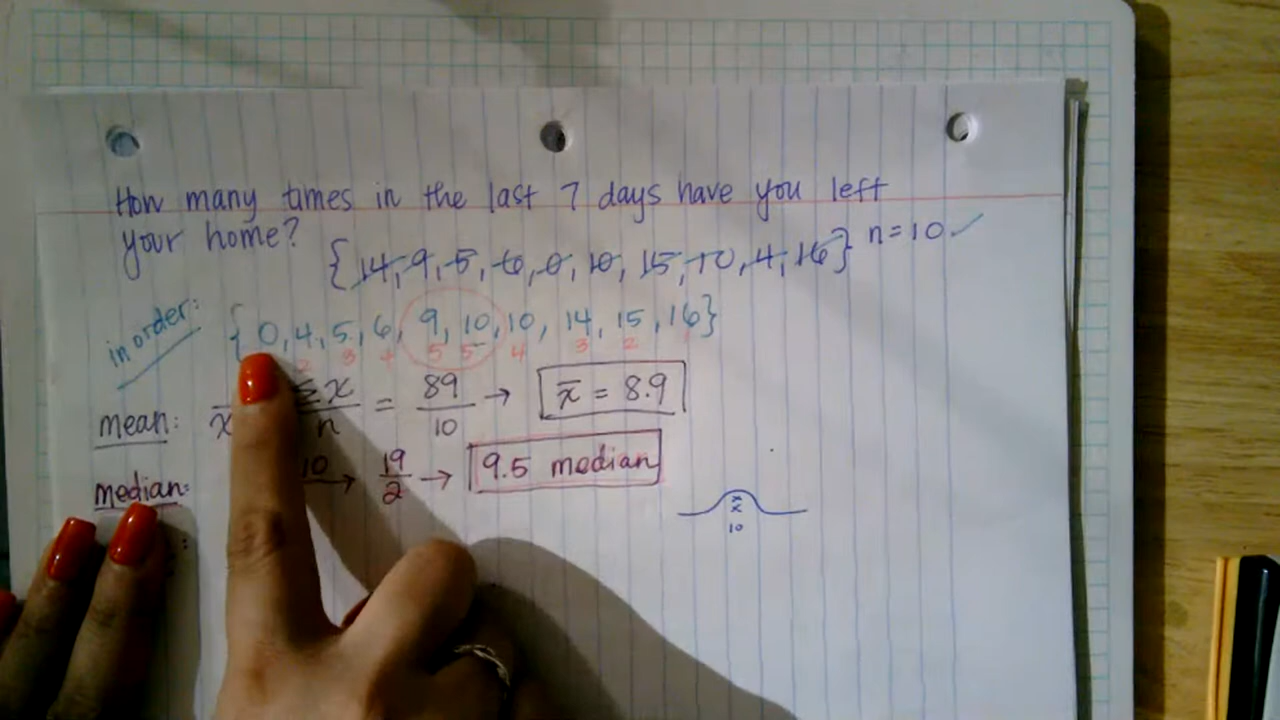 How many times in the last 7 days have you left
your home?
{14, 9, 5, 6, 0, 10, 15, 10, 4, 16} n = 10 ✓
in order: {0, 4, 5, 6, 9, 10, 10, 14, 15, 16}
2 3 4 5 5 4 3 2 1
mean: x̄ Σx/n = 89/10 → x̄ = 8.9
median: 10 → 19/2 → 9.5 median
x
x
10